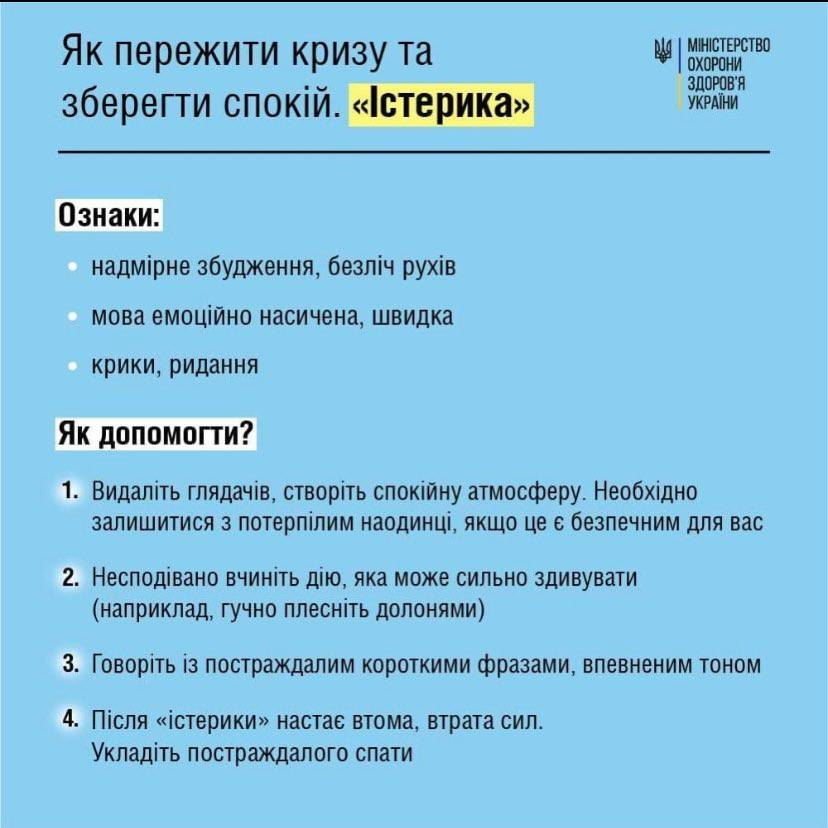 Як пережити кризу та
зберегти спокій. «Істерика»
МІНІСТЕРСТВО
ОХОРОНИ
ЗДОРОВ'Я
УКРАЇНИ
Ознаки:
• надмірне збудження, безліч рухів
• мова емоційно насичена, швидка
• крики, ридання
Як допомогти?
1. Видаліть глядачів, створіть спокійну атмосферу. Необхідно
залишитися з потерпілим наодинці, якщо це є безпечним для вас
2. Несподівано вчиніть дію, яка може сильно здивувати
(наприклад, гучно плесніть долонями)
3. Говоріть із постраждалим короткими фразами, впевненим тоном
4. Після «істерики» настає втома, втрата сил.
Укладіть постраждалого спати